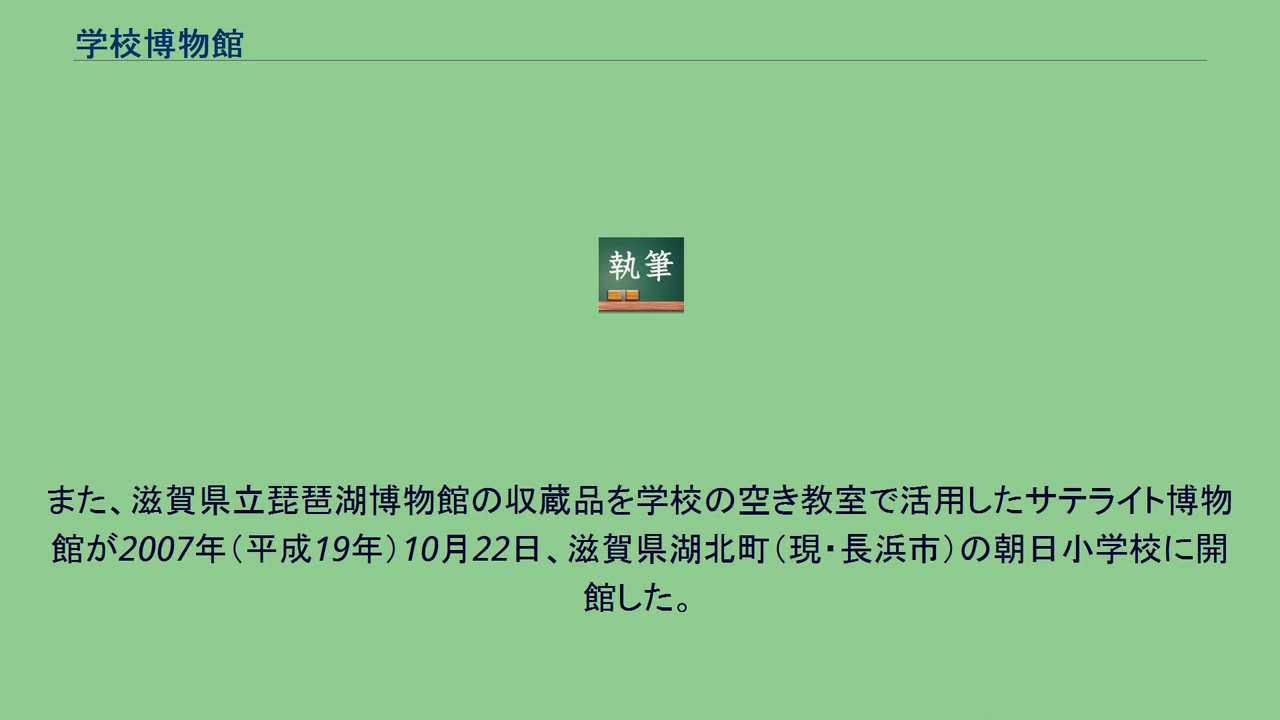 学校博物館
執筆
また、滋賀県立琵琶湖博物館の収蔵品を学校の空き教室で活用したサテライト博物
館が2007年（平成19年）10月22日、滋賀県湖北町（現・長浜市）の朝日小学校に開
館した。